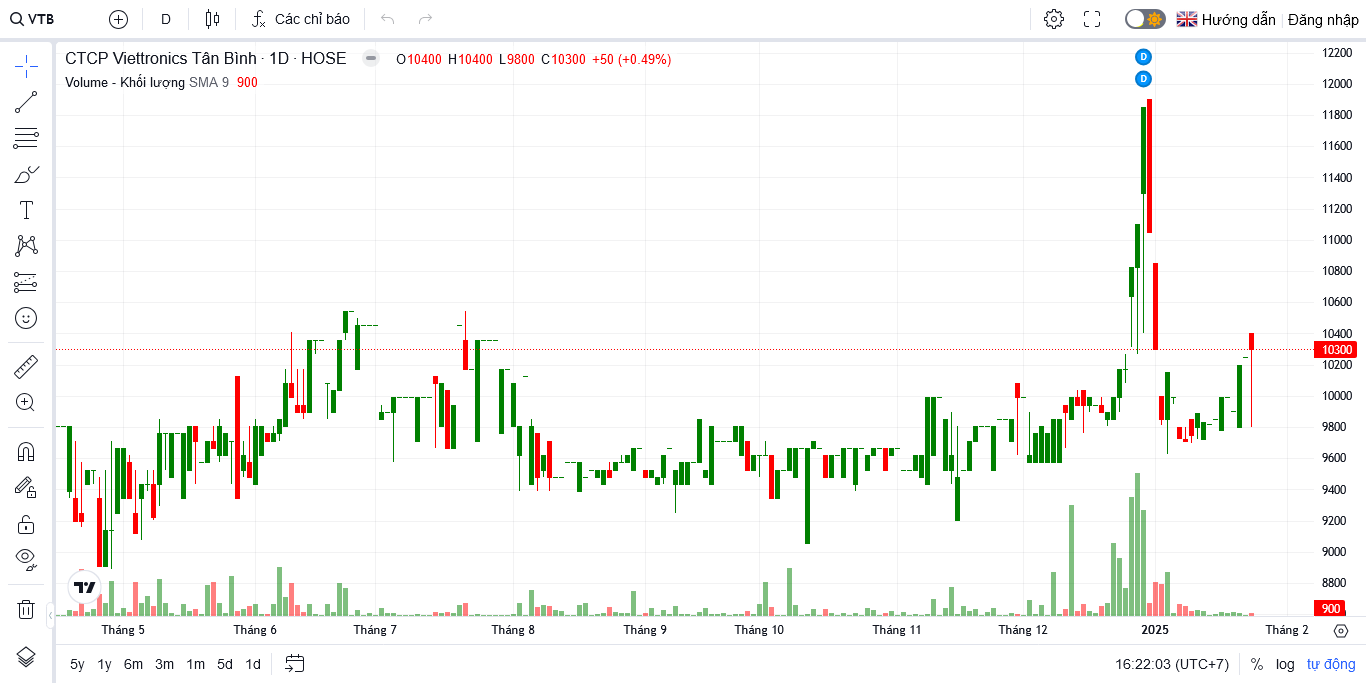 VTB D Các chỉ báo Hướng dẫn Đăng nhập
CTCP Viettronics Tân Bình · 1D · HOSE O10400 H10400 L9800 C10300 +50 (+0.49%)
Volume - Khối lượng SMA 9 900
D
D
12200
12000
11800
11600
11400
11200
11000
10800
10600
10400
10300
10200
10000
9800
9600
9400
9200
9000
8800
900
Tháng 5 Tháng 6 Tháng 7 Tháng 8 Tháng 9 Tháng 10 Tháng 11 Tháng 12 2025 Tháng 2
5y 1y 6m 3m 1m 5d 1d 16:22:03 (UTC+7) % log tự động